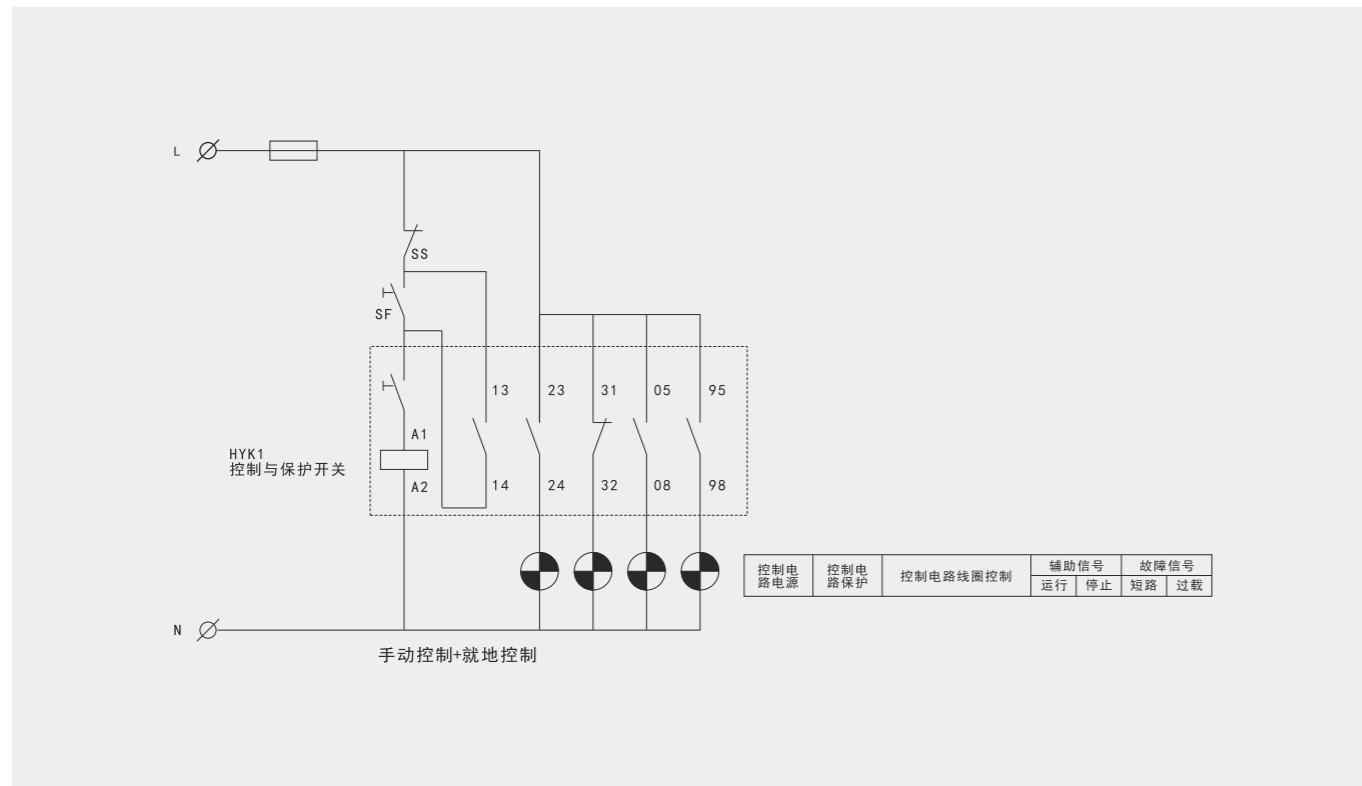 L
SS
SF
13
23
31
05
95
A1
HYK1
控制与保护开关
A2
14
24
32
08
98
控制电
路电源
控制电
路保护
控制电路线圈控制
辅助信号
故障信号
运行
停止
短路
过载
N
手动控制+就地控制